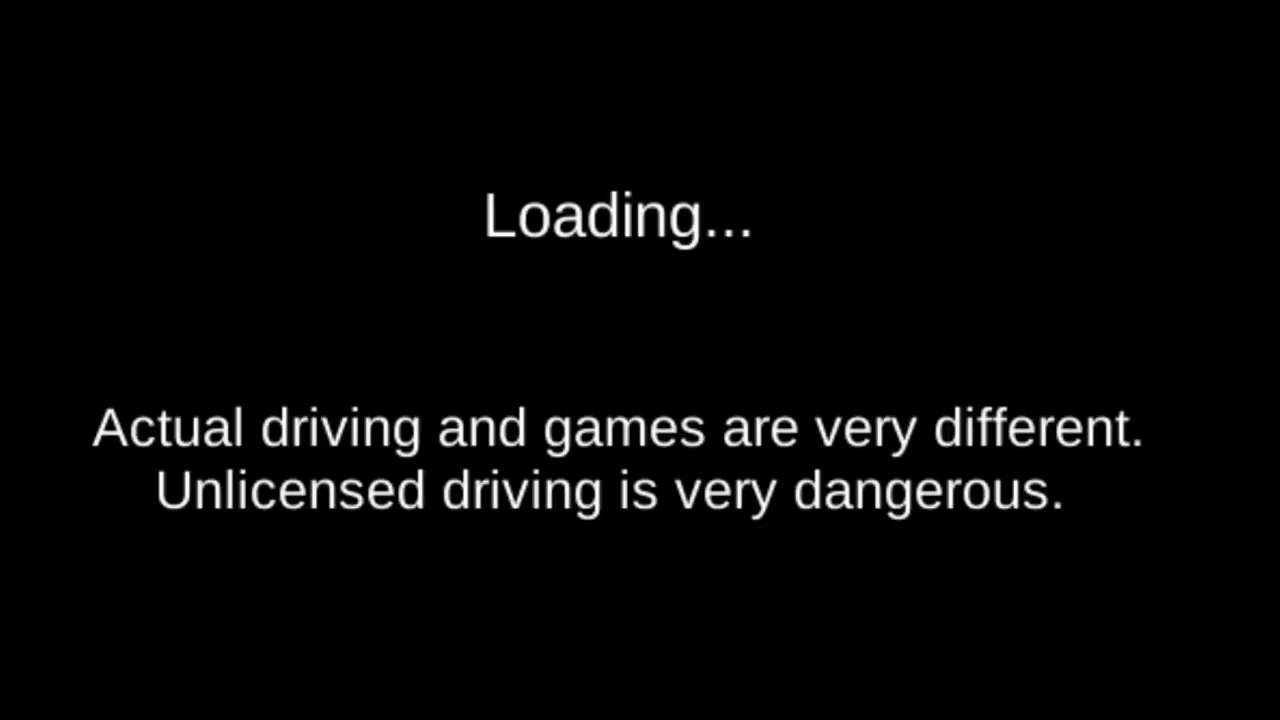 Loading...
Actual driving and games are very different.
Unlicensed driving is very dangerous.